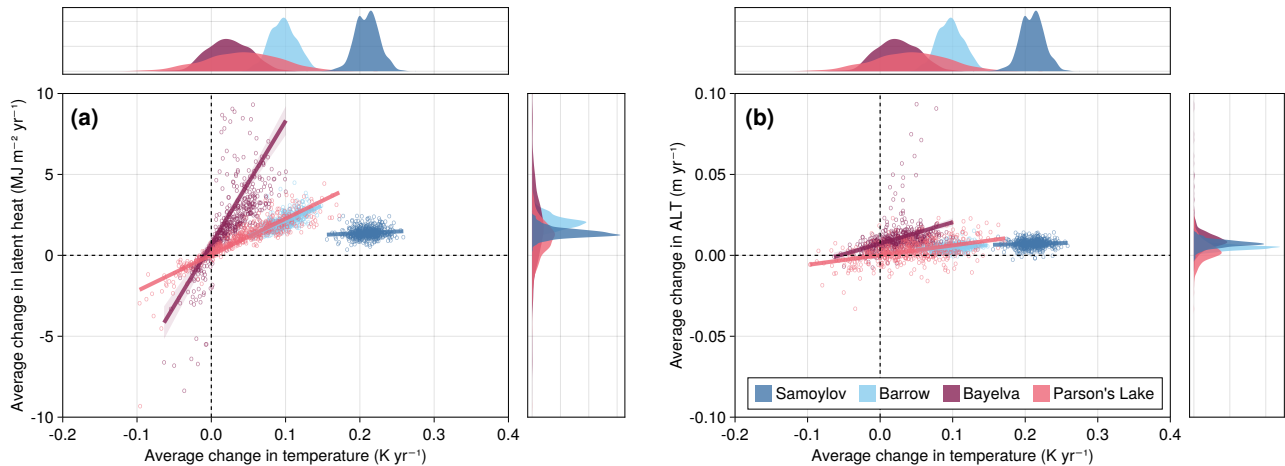 (a)
Average change in latent heat (MJ m⁻² yr⁻¹)
10
5
0
-5
-10
-0.2
-0.1
0.0
0.1
0.2
0.3
0.4
Average change in temperature (K yr⁻¹)
(b)
Average change in ALT (m yr⁻¹)
0.10
0.05
0.00
-0.05
-0.10
Samoylov
Barrow
Bayelva
Parson's Lake
-0.2
-0.1
0.0
0.1
0.2
0.3
0.4
Average change in temperature (K yr⁻¹)